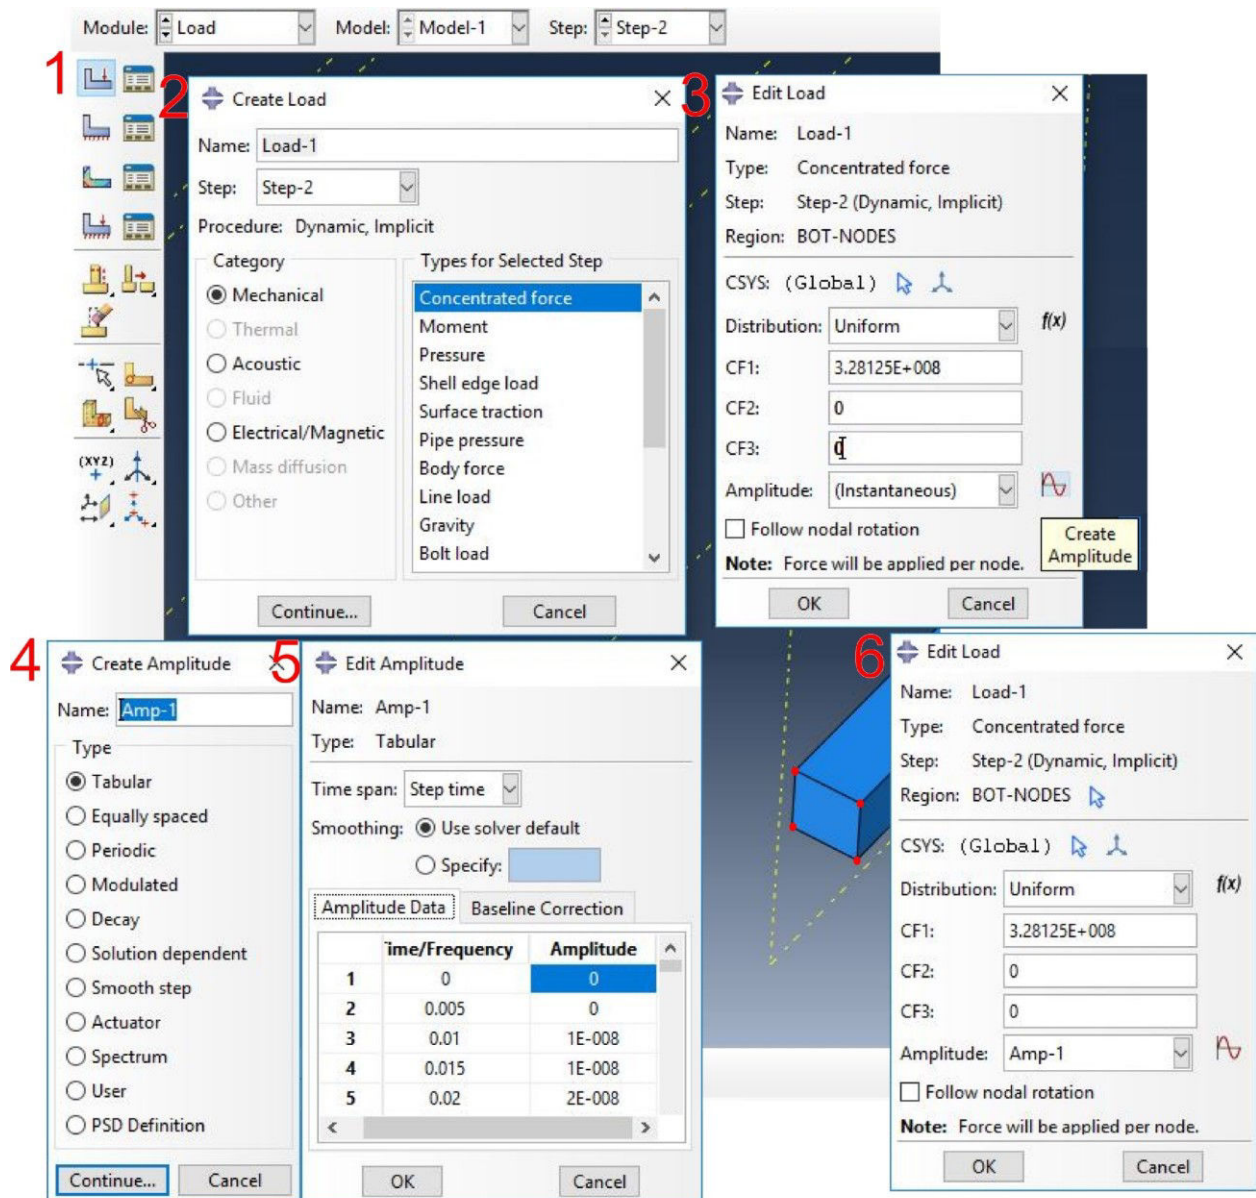 Module: Load Model: Model-1 Step: Step-2
1
2
Create Load
Name: Load-1
Step: Step-2
Procedure: Dynamic, Implicit
Category
Mechanical
Thermal
Acoustic
Fluid
Electrical/Magnetic
Mass diffusion
Other
Types for Selected Step
Concentrated force
Moment
Pressure
Shell edge load
Surface traction
Pipe pressure
Body force
Line load
Gravity
Bolt load
Continue... Cancel
(XYZ)
3
Edit Load
Name: Load-1
Type: Concentrated force
Step: Step-2 (Dynamic, Implicit)
Region: BOT-NODES
CSYS: (Global)
Distribution: Uniform f(x)
CF1: 3.28125E+008
CF2: 0
CF3: 0
Amplitude: (Instantaneous)
Follow nodal rotation
Note: Force will be applied per node.
Create
Amplitude
OK Cancel
4
Create Amplitude
Name: Amp-1
Type
Tabular
Equally spaced
Periodic
Modulated
Decay
Solution dependent
Smooth step
Actuator
Spectrum
User
PSD Definition
Continue... Cancel
5
Edit Amplitude
Name: Amp-1
Type: Tabular
Time span: Step time
Smoothing: Use solver default
Specify:
Amplitude Data Baseline Correction
Time/Frequency Amplitude
1 0 0
2 0.005 0
3 0.01 1E-008
4 0.015 1E-008
5 0.02 2E-008
OK Cancel
6
Edit Load
Name: Load-1
Type: Concentrated force
Step: Step-2 (Dynamic, Implicit)
Region: BOT-NODES
CSYS: (Global)
Distribution: Uniform f(x)
CF1: 3.28125E+008
CF2: 0
CF3: 0
Amplitude: Amp-1
Follow nodal rotation
Note: Force will be applied per node.
OK Cancel